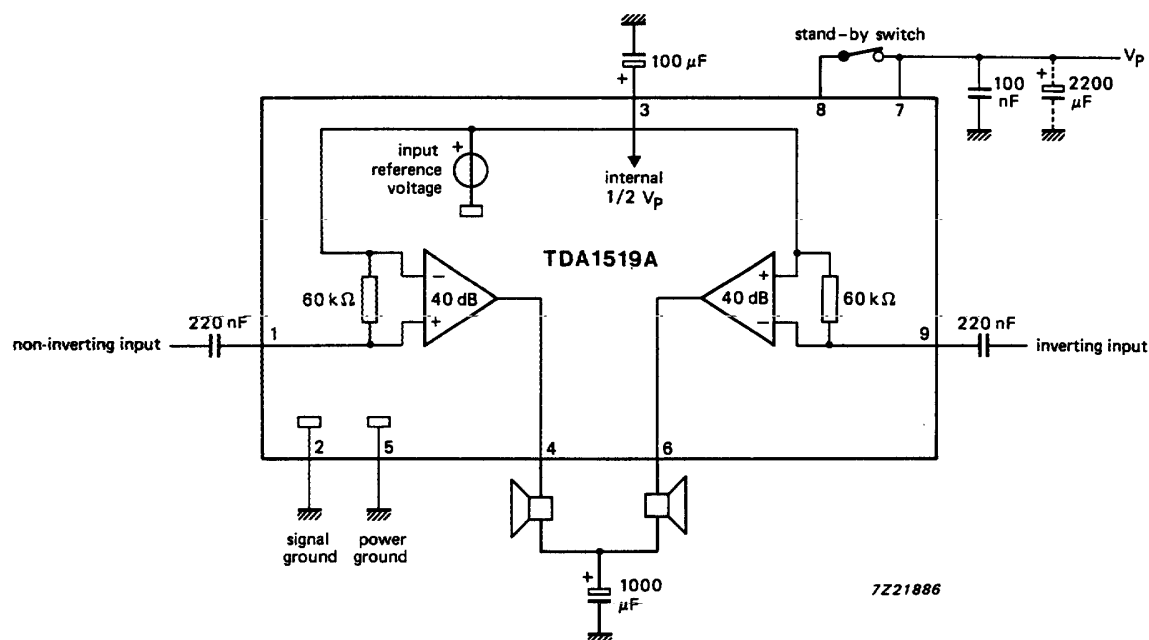 stand-by switch
100 μF
+
Vp
3
8
7
100
nF
+
2200
μF
input
reference
voltage
+
internal
1/2 Vp
TDA1519A
60 kΩ
−
40 dB
+
+
40 dB
−
60 kΩ
220 nF
1
non-inverting input
9
220 nF
inverting input
2
5
4
6
signal
ground
power
ground
+
1000
μF
7Z21886